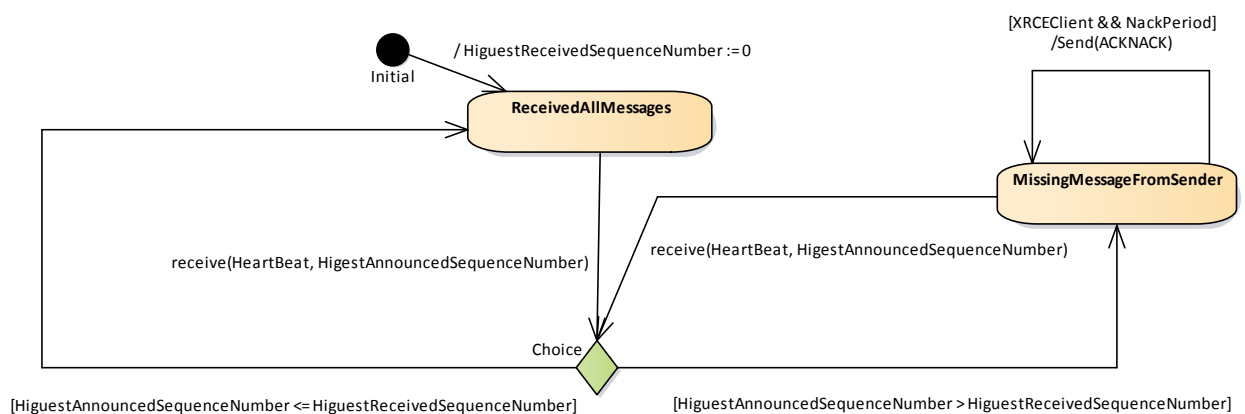 [XRCEClient && NackPeriod]
/Send(ACKNACK)
/ HiguestReceivedSequenceNumber := 0
Initial
ReceivedAllMessages
MissingMessageFromSender
receive(HeartBeat, HigestAnnouncedSequenceNumber)
receive(HeartBeat, HigestAnnouncedSequenceNumber)
Choice
[HiguestAnnouncedSequenceNumber <= HiguestReceivedSequenceNumber]
[HiguestAnnouncedSequenceNumber > HiguestReceivedSequenceNumber]